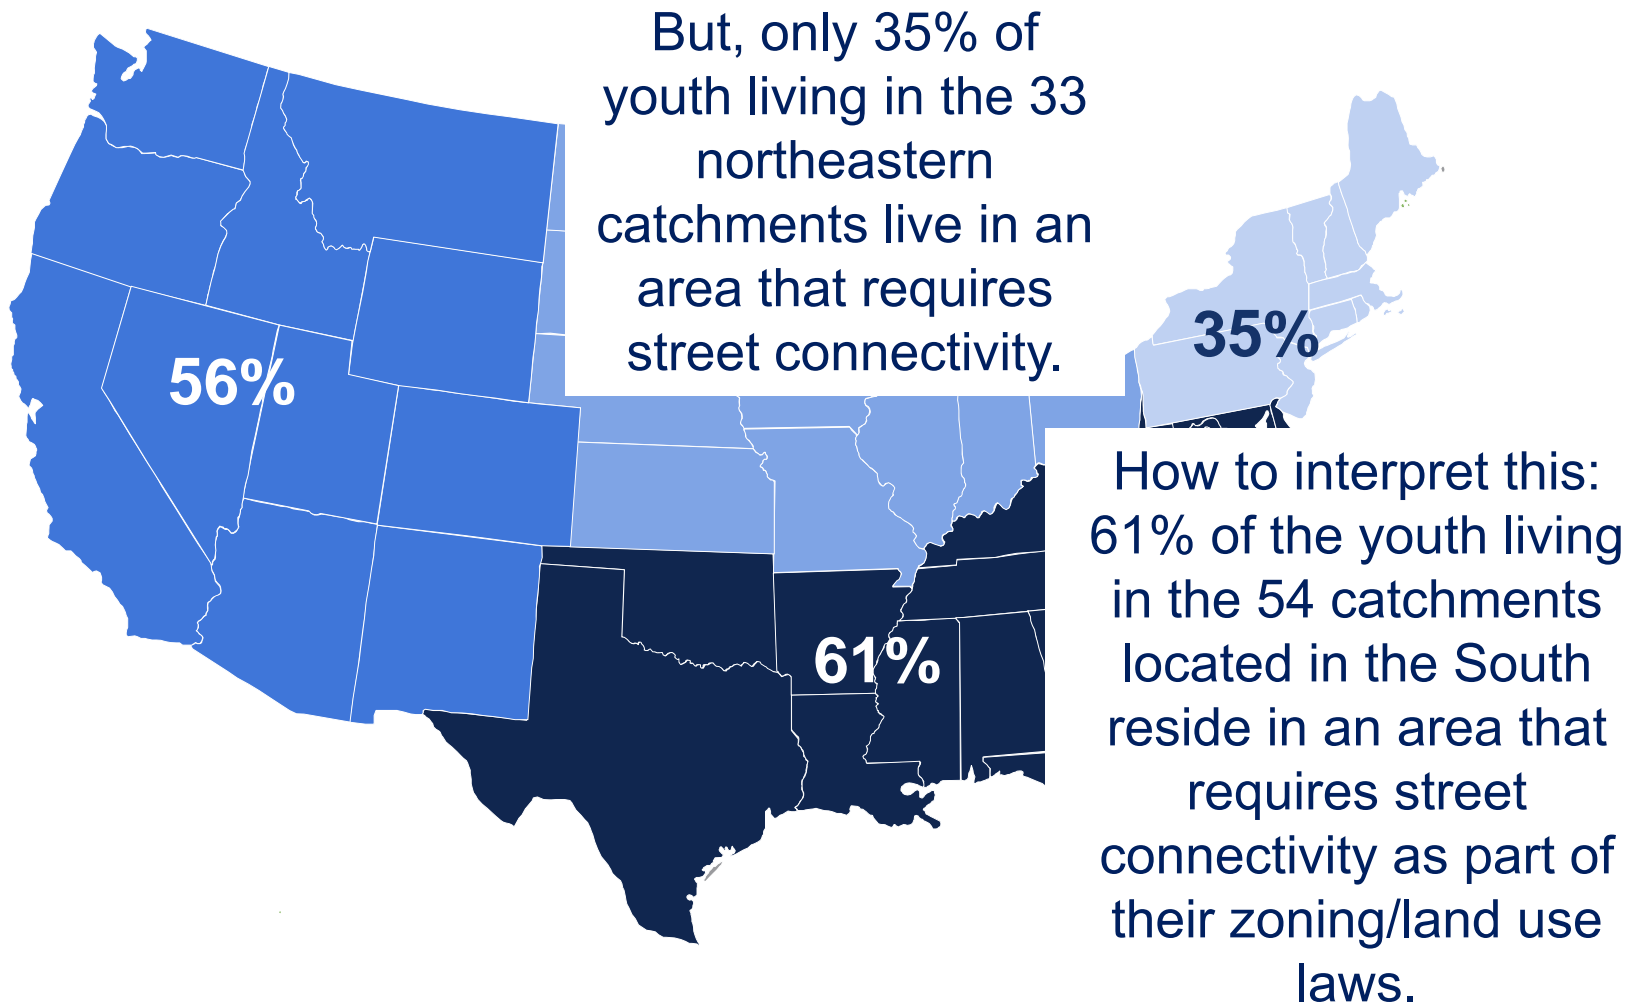 But, only 35% of
youth living in the 33
northeastern
catchments live in an
area that requires
street connectivity.
35%
56%
61%
How to interpret this:
61% of the youth living
in the 54 catchments
located in the South
reside in an area that
requires street
connectivity as part of
their zoning/land use
laws.